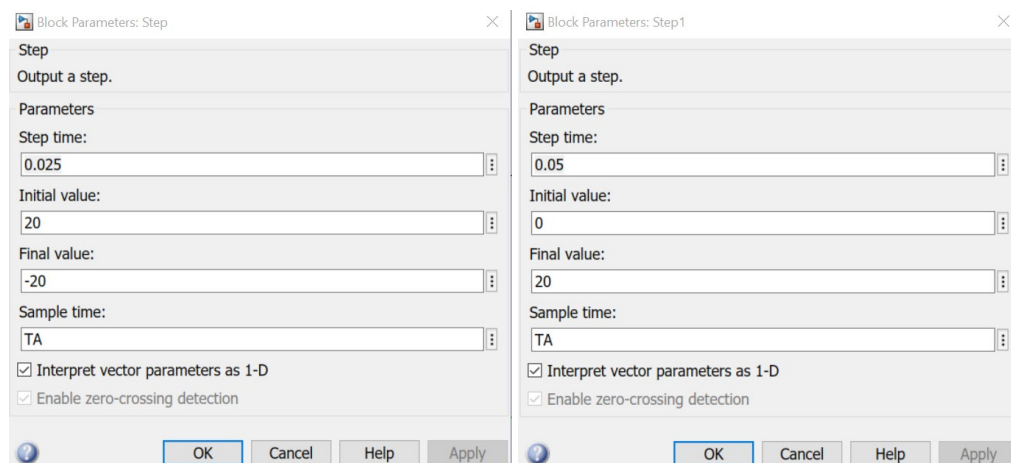 Block Parameters: Step
Step
Output a step.
Parameters
Step time:
0.025
Initial value:
20
Final value:
-20
Sample time:
TA
Interpret vector parameters as 1-D
Enable zero-crossing detection
OK Cancel Help Apply
Block Parameters: Step1
Step
Output a step.
Parameters
Step time:
0.05
Initial value:
0
Final value:
20
Sample time:
TA
Interpret vector parameters as 1-D
Enable zero-crossing detection
OK Cancel Help Apply